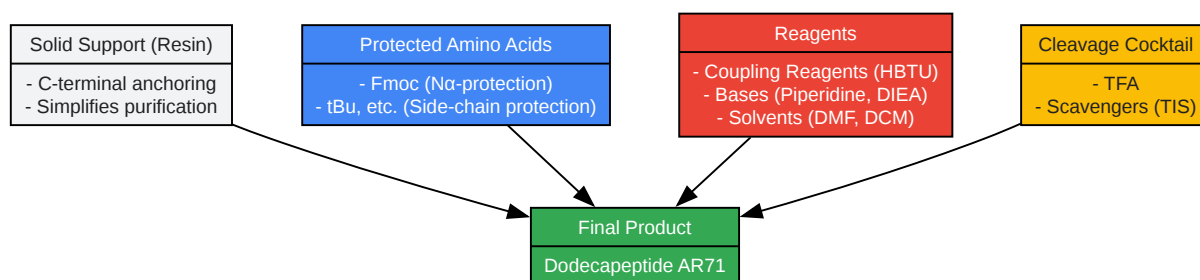 Solid Support (Resin)
- C-terminal anchoring
- Simplifies purification
Protected Amino Acids
- Fmoc (Nα-protection)
- tBu, etc. (Side-chain protection)
Reagents
- Coupling Reagents (HBTU)
- Bases (Piperidine, DIEA)
- Solvents (DMF, DCM)
Cleavage Cocktail
- TFA
- Scavengers (TIS)
Final Product
Dodecapeptide AR71